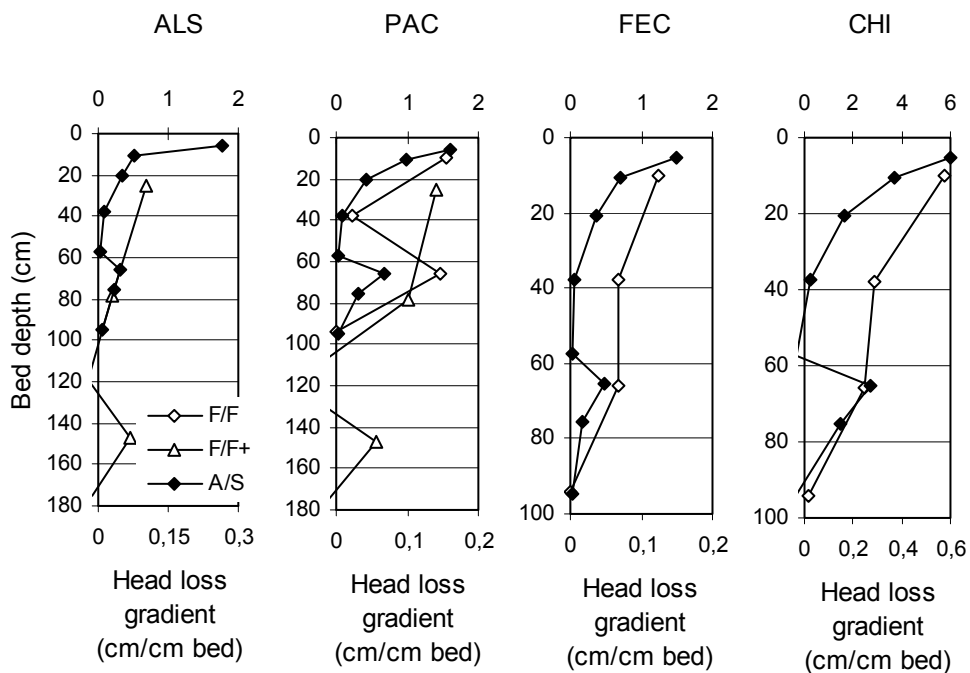 ALS PAC FEC CHI
0 1 2 0 1 2 0 1 2 0 2 4 6
Bed depth (cm)
0
20
40
60
80
100
120
140
160
180
F/F
F/F+
A/S
0
20
40
60
80
100
120
140
160
180
0
20
40
60
80
100
0
20
40
60
80
100
0 0,15 0,3 0 0,1 0,2 0 0,1 0,2 0 0,2 0,4 0,6
Head loss
gradient
(cm/cm bed)
Head loss
gradient
(cm/cm bed)
Head loss
gradient
(cm/cm bed)
Head loss
gradient
(cm/cm bed)